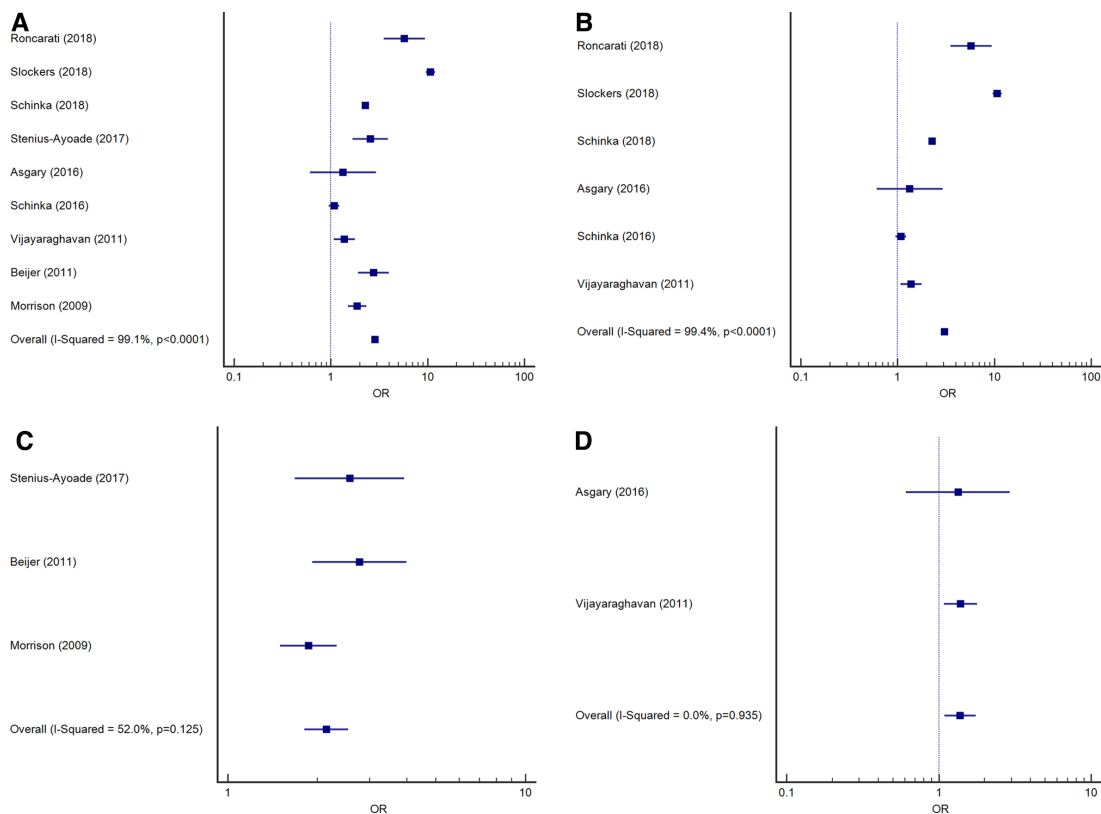 A
Roncarati (2018)
Slockers (2018)
Schinka (2018)
Stenius-Ayoade (2017)
Asgary (2016)
Schinka (2016)
Vijayaraghavan (2011)
Beijer (2011)
Morrison (2009)
Overall (I-Squared = 99.1%, p<0.0001)
0.1 1 10 100
OR
B
Roncarati (2018)
Slockers (2018)
Schinka (2018)
Asgary (2016)
Schinka (2016)
Vijayaraghavan (2011)
Overall (I-Squared = 99.4%, p<0.0001)
0.1 1 10 100
OR
C
Stenius-Ayoade (2017)
Beijer (2011)
Morrison (2009)
Overall (I-Squared = 52.0%, p=0.125)
1 10
OR
D
Asgary (2016)
Vijayaraghavan (2011)
Overall (I-Squared = 0.0%, p=0.935)
0.1 1 10
OR